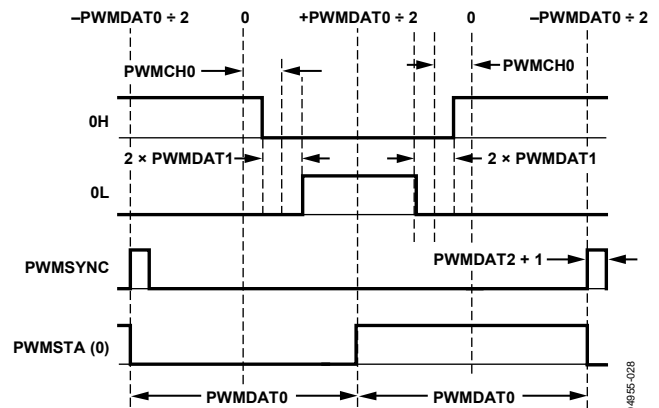 –PWMDAT0 ÷ 2 0 +PWMDAT0 ÷ 2 0 –PWMDAT0 ÷ 2
PWMCH0 PWMCH0
0H
2 × PWMDAT1 2 × PWMDAT1
0L
PWMSYNC PWMDAT2 + 1
PWMSTA (0)
PWMDAT0 PWMDAT0
04955-028